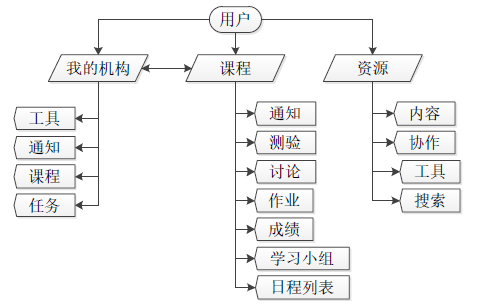 用户
我的机构
课程
资源
工具
通知
课程
任务
通知
测验
讨论
作业
成绩
学习小组
日程列表
内容
协作
工具
搜索